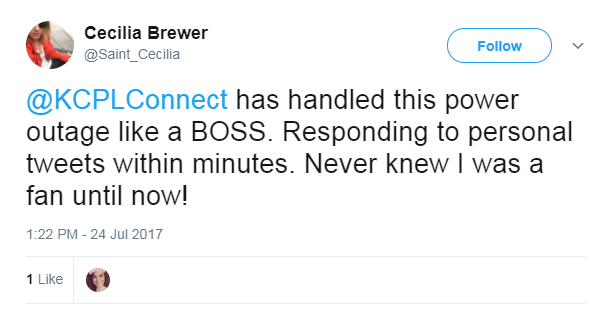 Cecilia Brewer
@Saint_Cecilia
Follow
@KCPLConnect has handled this power
outage like a BOSS. Responding to personal
tweets within minutes. Never knew I was a
fan until now!
1:22 PM - 24 Jul 2017
1 Like